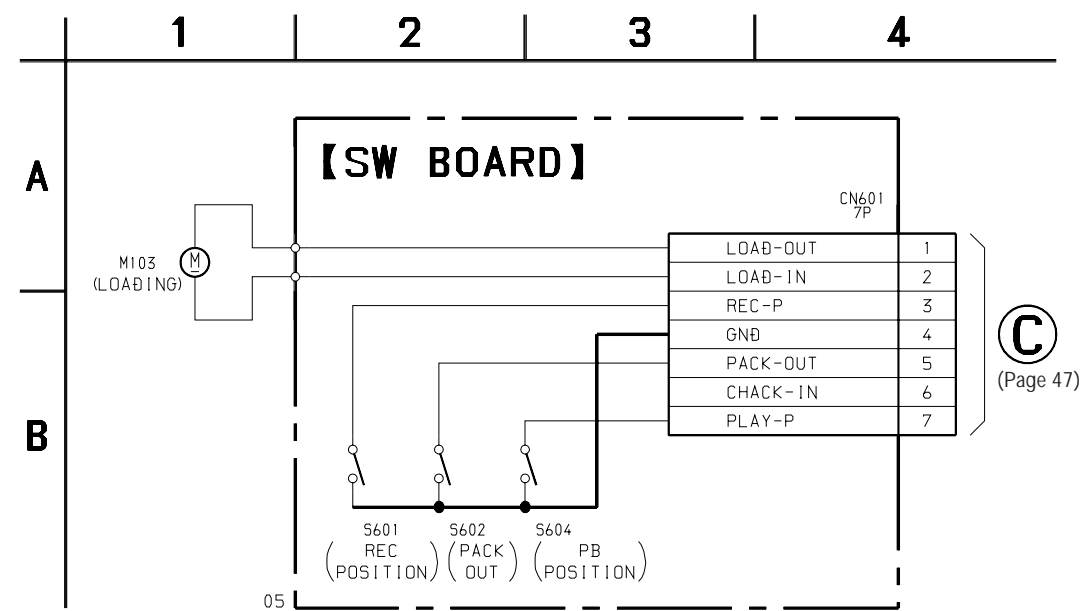 1 2 3 4
A
【SW BOARD】
CN601
7P
LOAD-OUT 1
M103
(LOADING)
M
LOAD-IN 2
REC-P 3
GND 4
C
PACK-OUT 5
(Page 47)
CHACK-IN 6
PLAY-P 7
B
S601 S602 S604
(REC (PACK (PB
POSITION) OUT) POSITION)
05